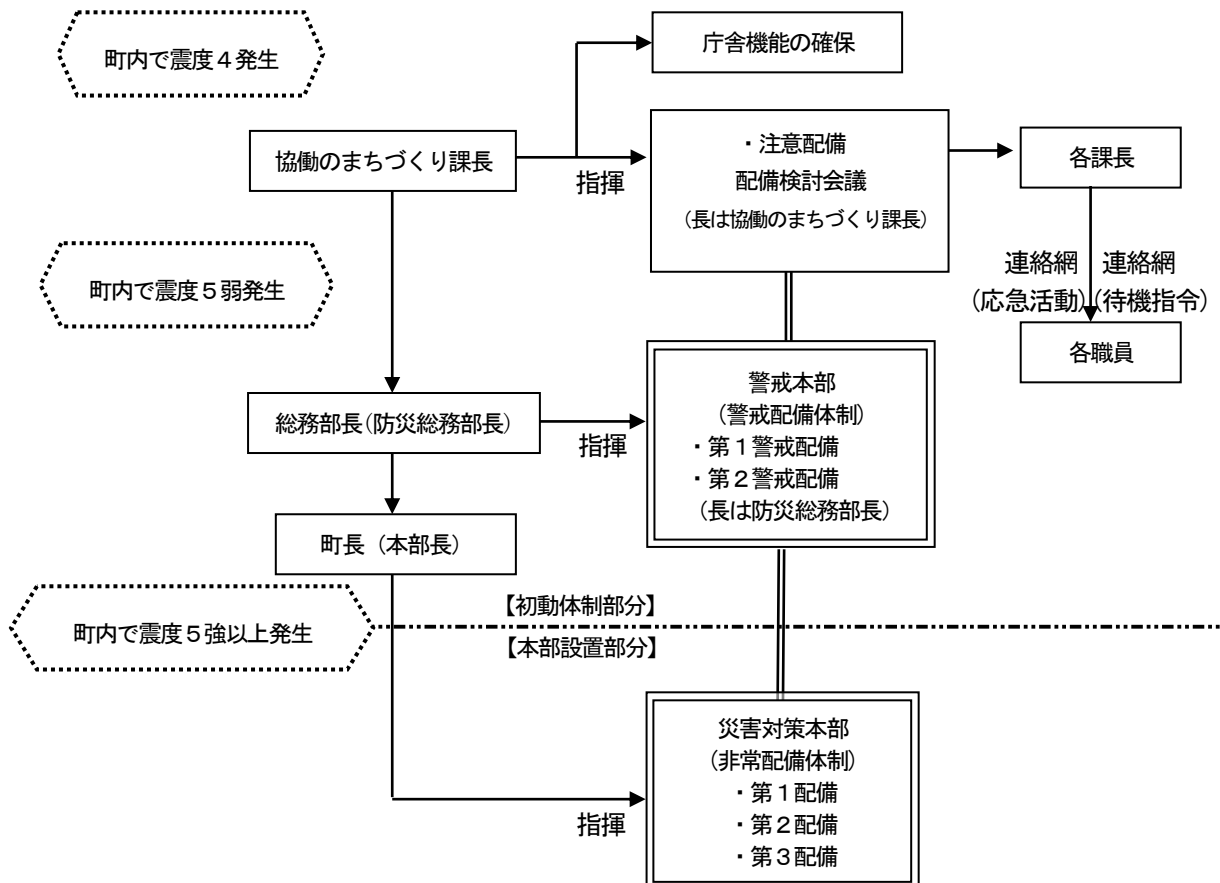 町内で震度４発生
庁舎機能の確保
協働のまちづくり課長
指揮
・注意配備
配備検討会議
（長は協働のまちづくり課長）
各課長
連絡網
（応急活動）
連絡網
（待機指令）
各職員
町内で震度５弱発生
総務部長（防災総務部長）
指揮
警戒本部
（警戒配備体制）
・第１警戒配備
・第２警戒配備
（長は防災総務部長）
町長（本部長）
町内で震度５強以上発生
【初動体制部分】
【本部設置部分】
指揮
災害対策本部
（非常配備体制）
・第１配備
・第２配備
・第３配備